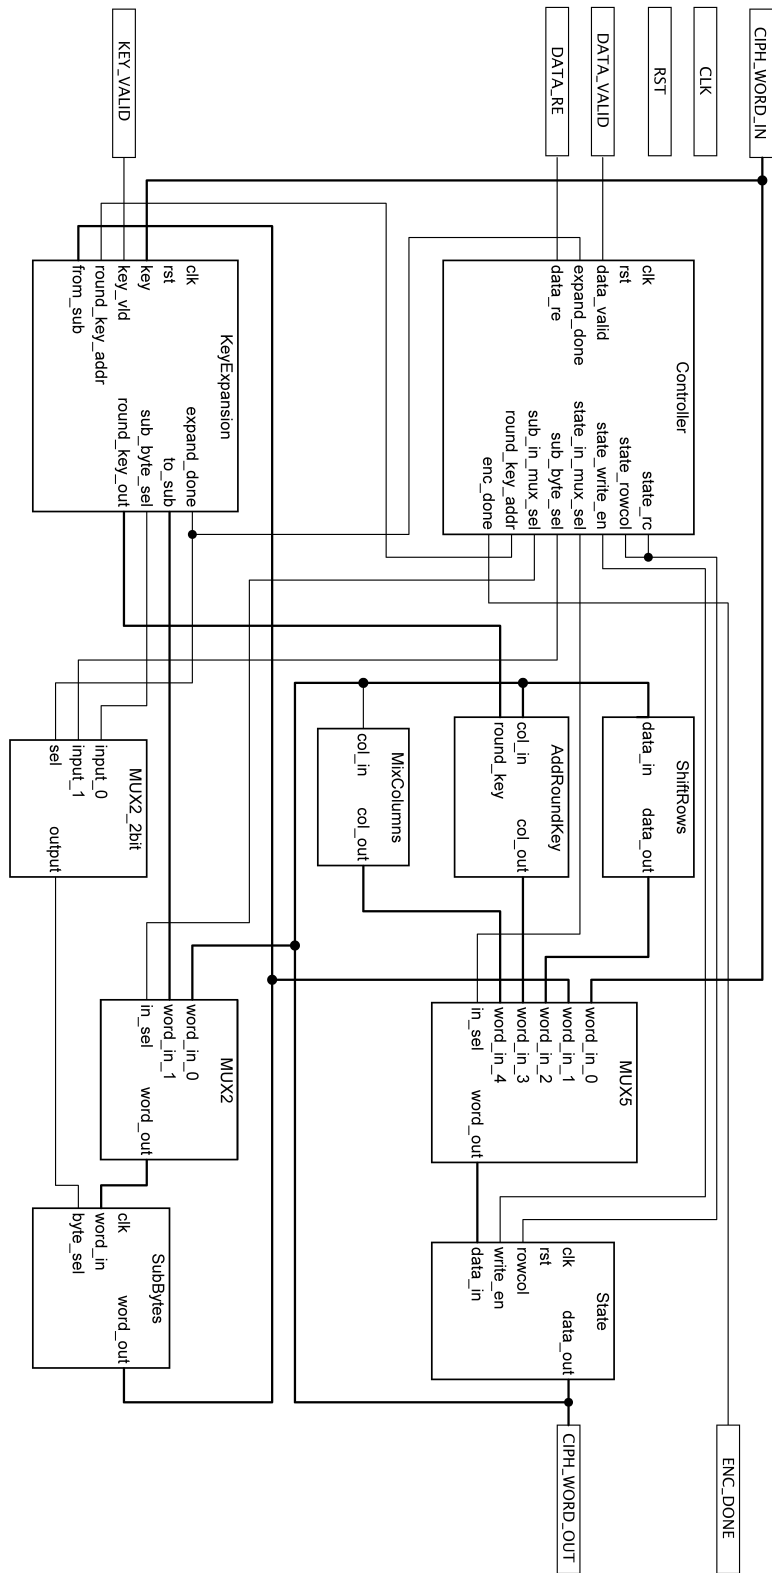 CIPH_WORD_IN
CLK
RST
DATA_VALID
DATA_RE
KEY_VALID
Controller
clk
rst
data_valid
expand_done
data_re
state_rc
state_rowcol
state_write_en
state_in_mux_sel
sub_byte_sel
sub_in_mux_sel
round_key_addr
enc_done
KeyExpansion
clk
rst
key
key_vld
round_key_addr
from_sub
expand_done
to_sub
sub_byte_sel
round_key_out
ShiftRows
data_in
data_out
AddRoundKey
col_in
round_key
col_out
MixColumns
col_in
col_out
MUX2_2bit
input_0
input_1
sel
output
MUX5
word_in_0
word_in_1
word_in_2
word_in_3
word_in_4
in_sel
word_out
MUX2
word_in_0
word_in_1
in_sel
word_out
State
clk
rst
rowcol
write_en
data_in
data_out
SubBytes
clk
word_in
byte_sel
word_out
ENC_DONE
CIPH_WORD_OUT